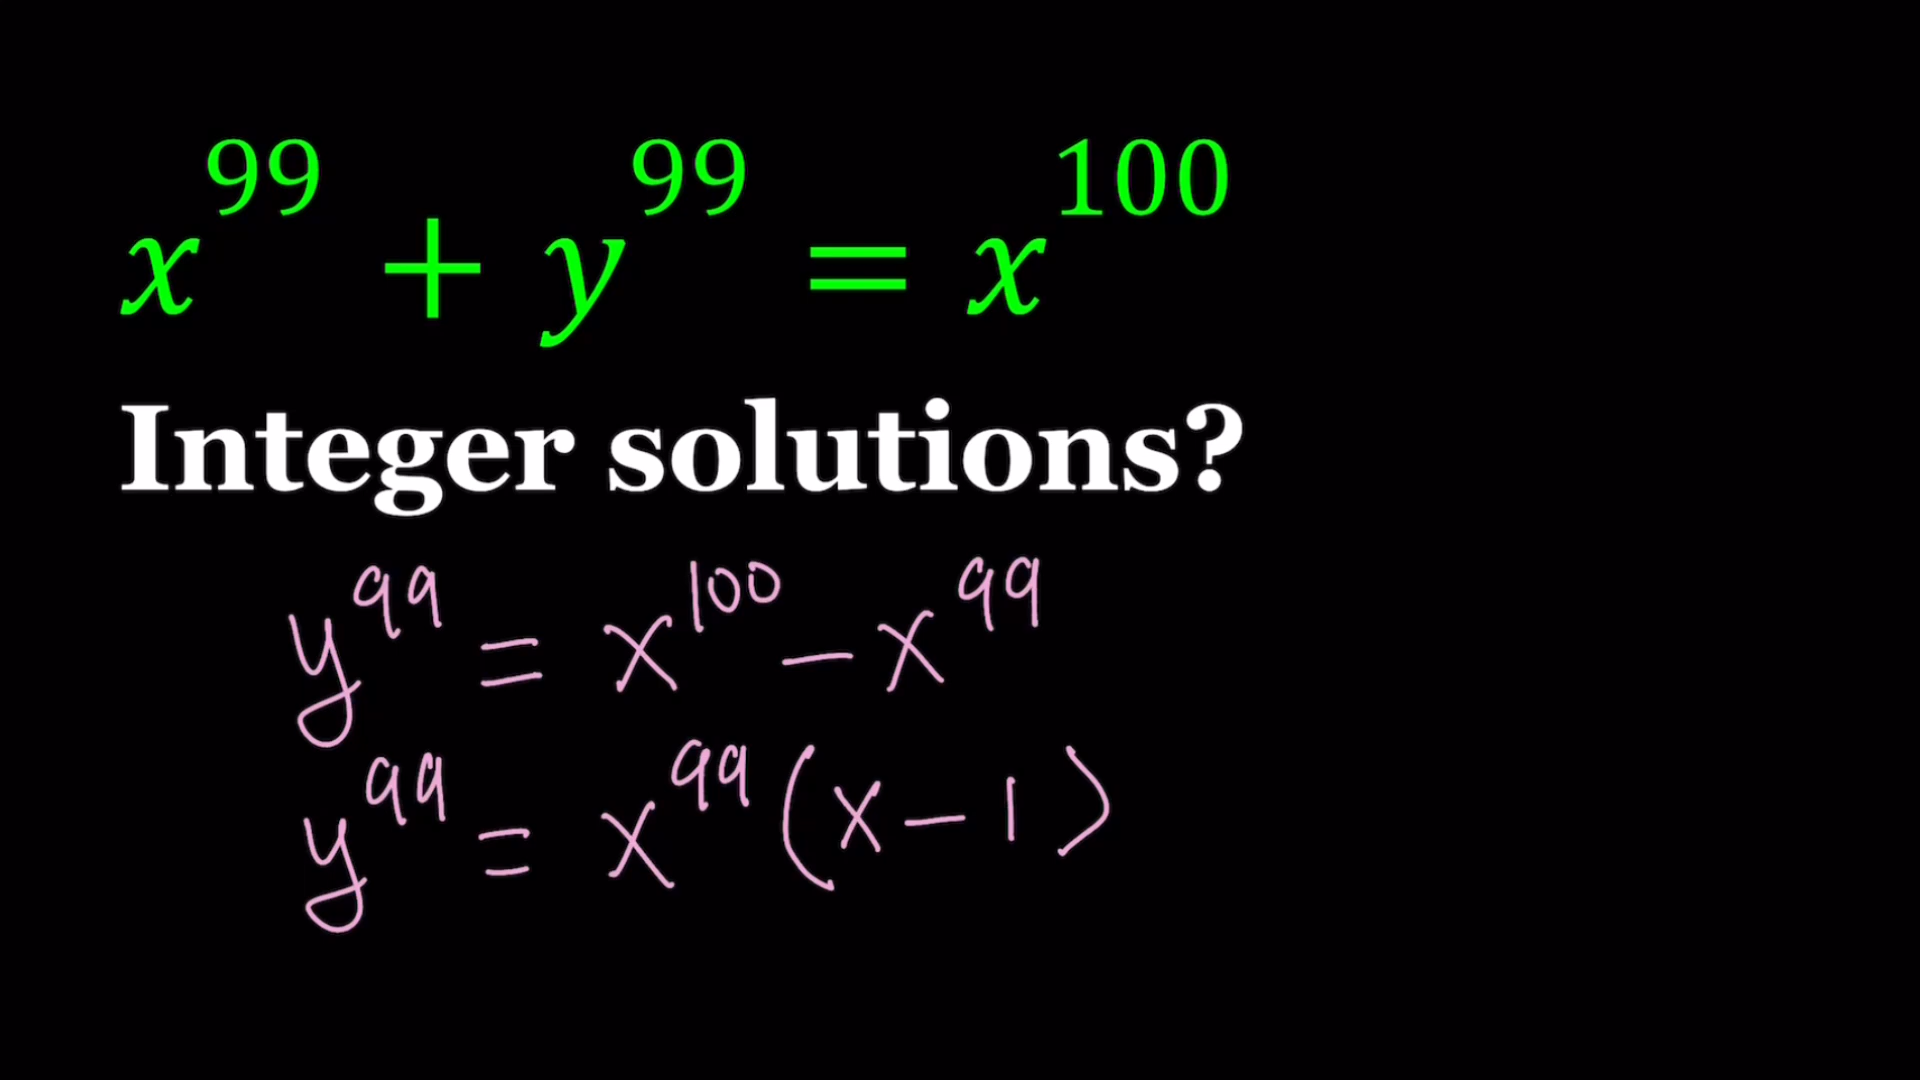 x^99 + y^99 = x^100
Integer solutions?
y^99 = x^100 - x^99
y^99 = x^99 (x - 1)